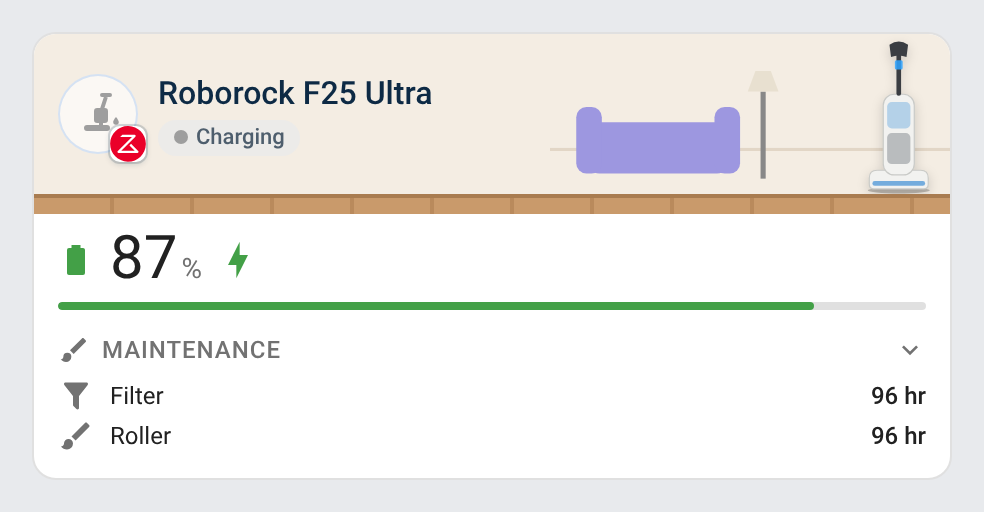 Roborock F25 Ultra
Charging
87 %
MAINTENANCE
Filter 96 hr
Roller 96 hr